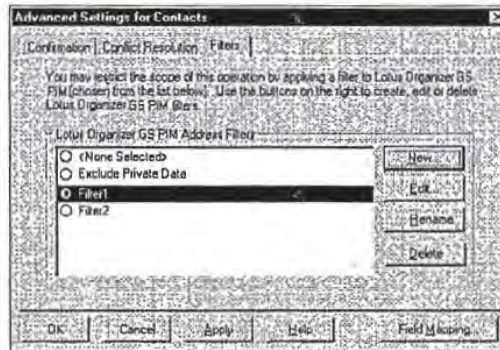 Advanced Settings for Contacts
Confirmation
Conflict Resolution
Filters
You may restrict the scope of this operation by applying a filter to Lotus Organizer GS
PIM (chosen from the list below). Use the buttons on the right to create, edit or delete
Lotus Organizer GS PIM filters.
Lotus Organizer GS PIM Address Filters
<None Selected>
Exclude Private Data
Filter1
Filter2
New...
Edit...
Rename
Delete
OK
Cancel
Apply
Help
Field Mapping